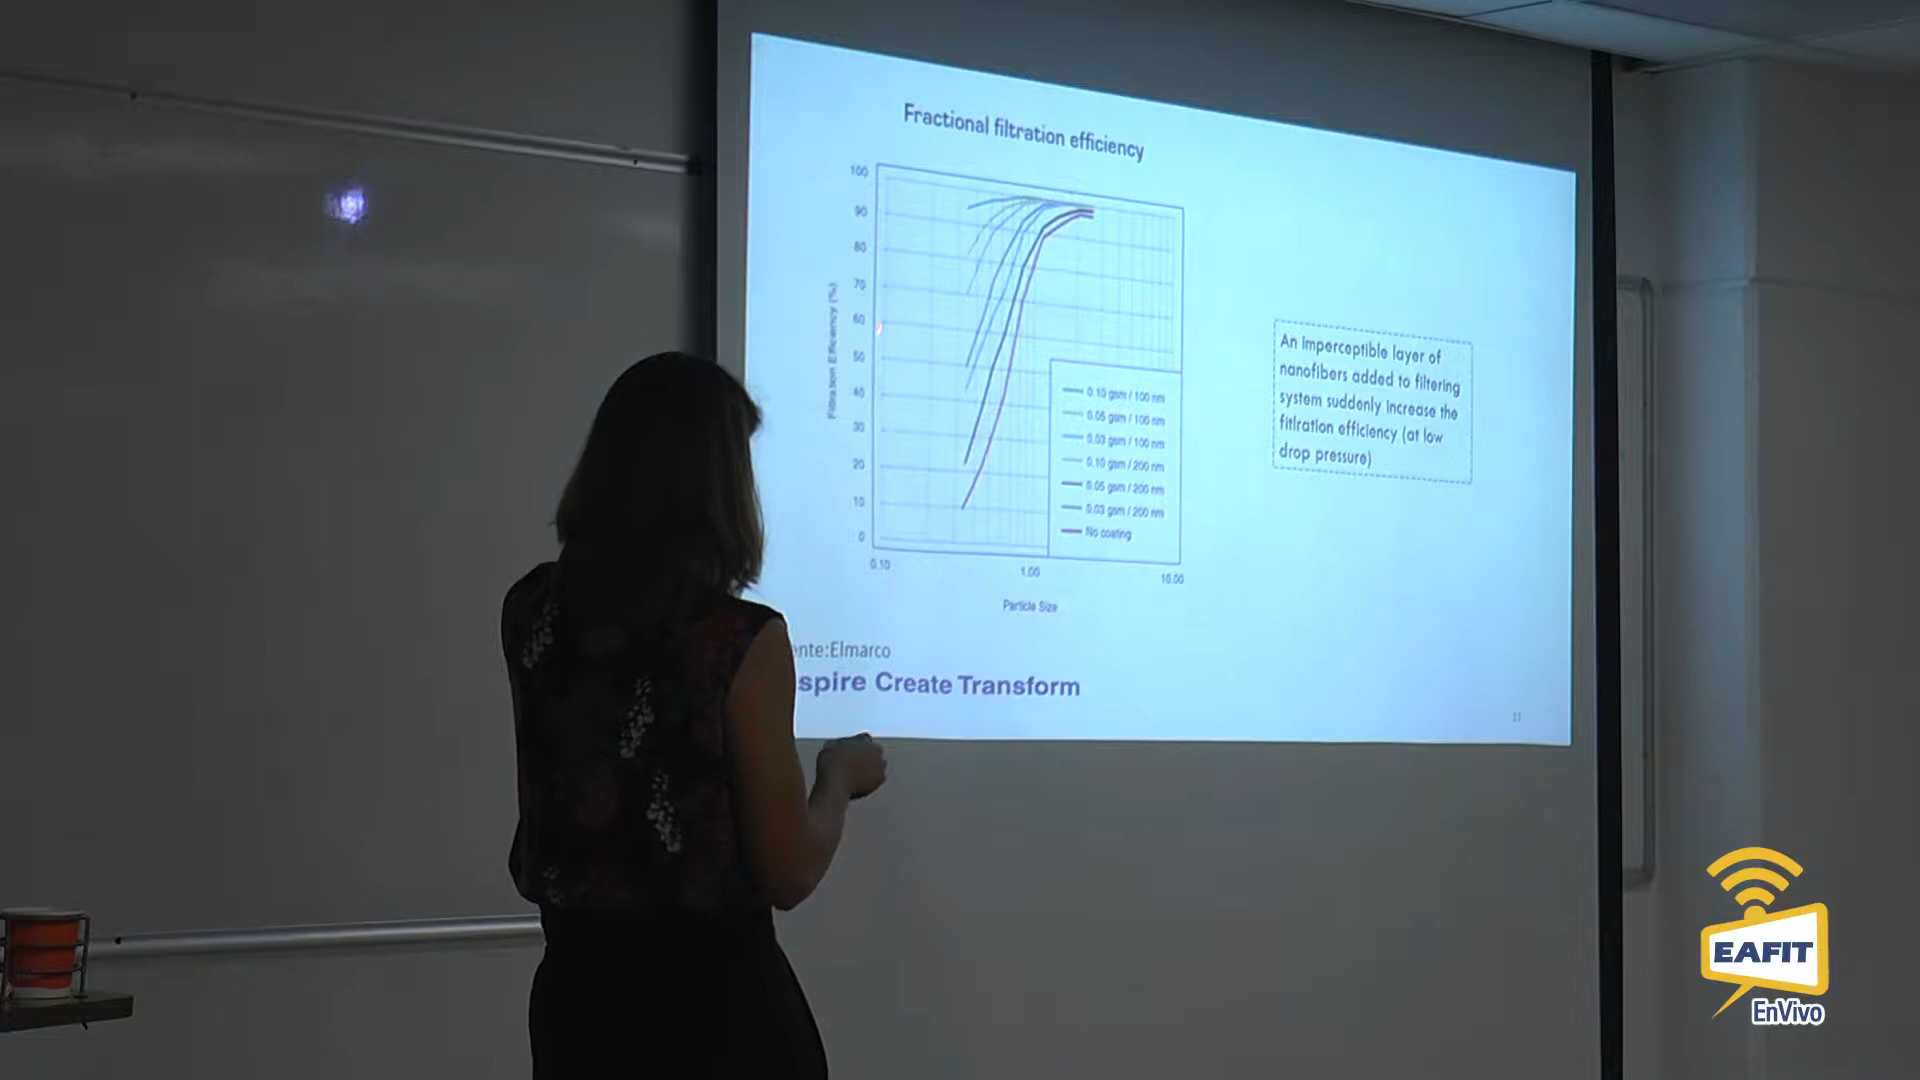 Fractional filtration efficiency
100
90
80
70
60
50
40
30
20
10
0
Filtration Efficiency (%)
0.10 gsm / 100 nm
0.05 gsm / 100 nm
0.03 gsm / 100 nm
0.10 gsm / 200 nm
0.05 gsm / 200 nm
0.03 gsm / 200 nm
No coating
0.10 1.00 10.00
Particle Size
An imperceptible layer of
nanofibers added to filtering
system suddenly increase the
fitlration efficiency (at low
drop pressure)
ente:Elmarco
spire Create Transform
EAFIT
EnVivo